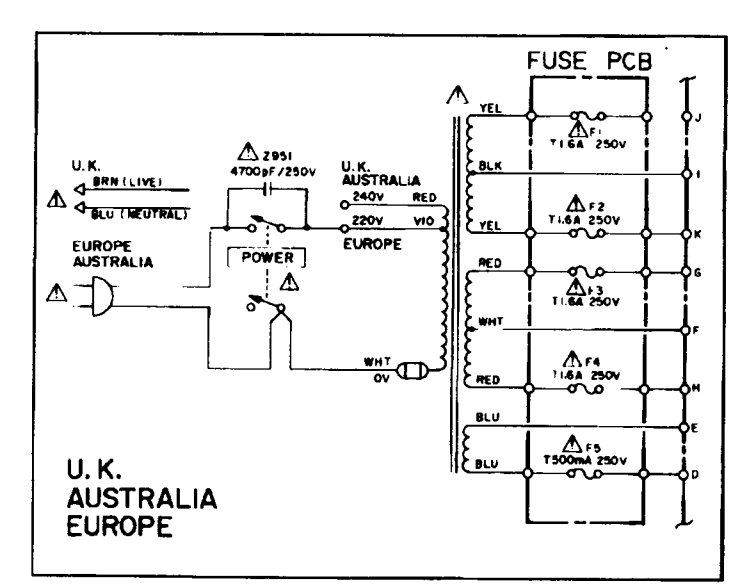 FUSE PCB
YEL
F1
T1.6A 250V
J
BLK
I
F2
T1.6A 250V
YEL
K
RED
G
F3
T1.6A 250V
WHT
F
F4
T1.6A 250V
RED
H
BLU
E
F5
T500mA 250V
BLU
D
Z951
4700pF/250V
U.K.
BRN (LIVE)
BLU (NEUTRAL)
EUROPE
AUSTRALIA
POWER
U.K.
AUSTRALIA
240V RED
220V VIO
EUROPE
WHT
0V
U.K.
AUSTRALIA
EUROPE